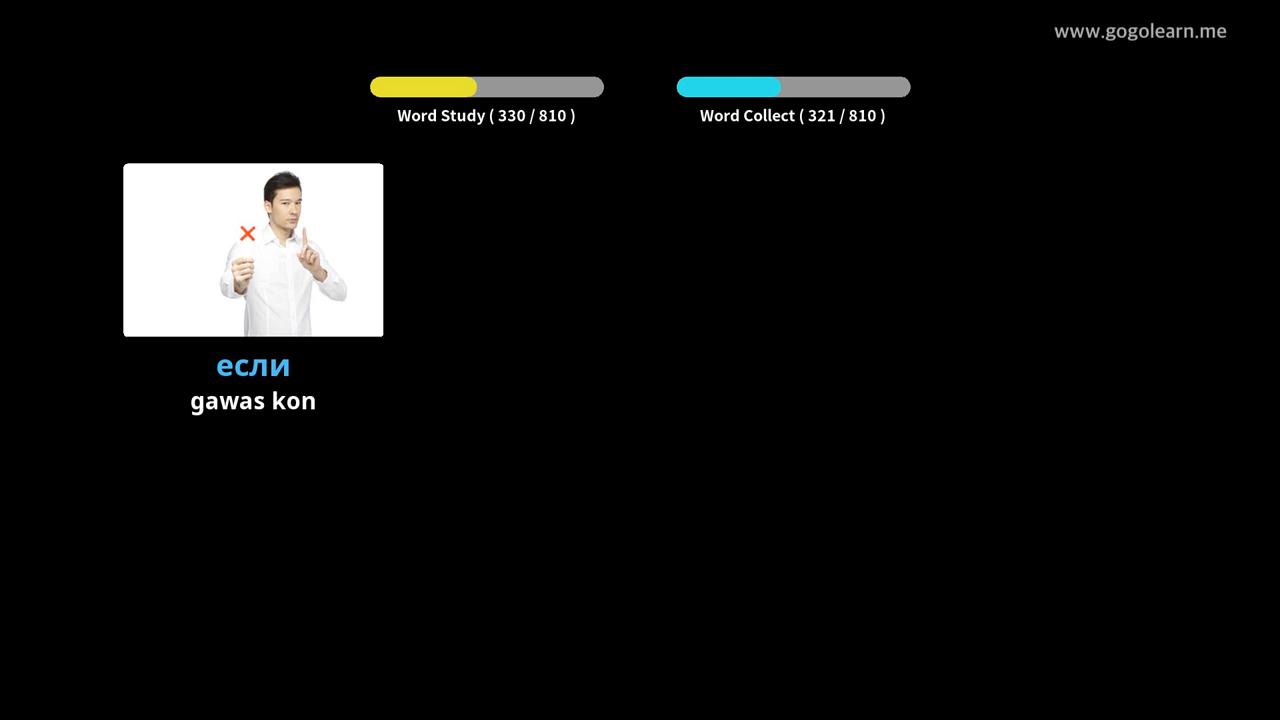 www.gogolearn.me
Word Study ( 330 / 810 )
Word Collect ( 321 / 810 )
если
gawas kon